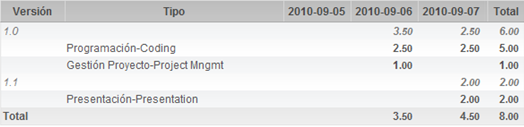 Versión Tipo 2010-09-05 2010-09-06 2010-09-07 Total
1.0 3.50 2.50 6.00
Programación-Coding 2.50 2.50 5.00
Gestión Proyecto-Project Mngmt 1.00 1.00
1.1 2.00 2.00
Presentación-Presentation 2.00 2.00
Total 3.50 4.50 8.00